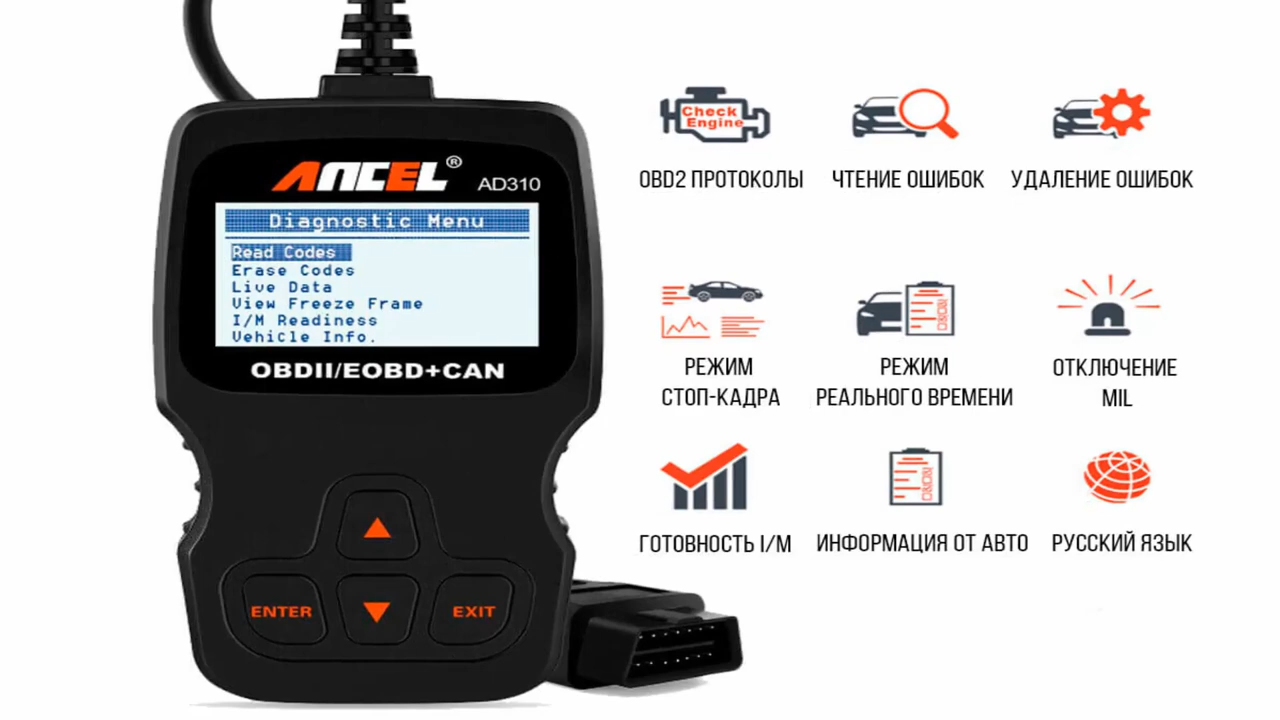 Check
Engine
OBD2 ПРОТОКОЛЫ
ЧТЕНИЕ ОШИБОК
УДАЛЕНИЕ ОШИБОК
ANCEL®
AD310
Diagnostic Menu
Read Codes
Erase Codes
Live Data
View Freeze Frame
I/M Readiness
Vehicle Info.
OBDII/EOBD+CAN
РЕЖИМ
СТОП-КАДРА
РЕЖИМ
РЕАЛЬНОГО ВРЕМЕНИ
ОТКЛЮЧЕНИЕ
MIL
ГОТОВНОСТЬ I/M
ИНФОРМАЦИЯ ОТ АВТО
РУССКИЙ ЯЗЫК
ENTER
EXIT